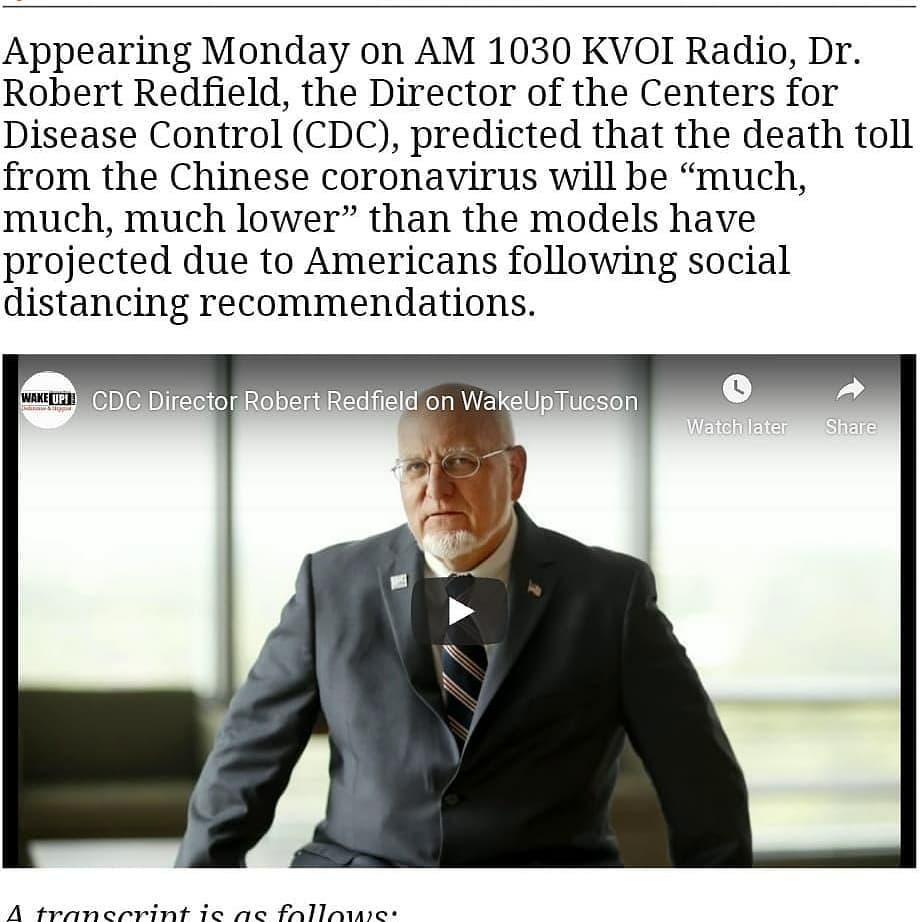 Appearing Monday on AM 1030 KVOI Radio, Dr.
Robert Redfield, the Director of the Centers for
Disease Control (CDC), predicted that the death toll
from the Chinese coronavirus will be “much,
much, much lower” than the models have
projected due to Americans following social
distancing recommendations.
WAKE UP!
CDC Director Robert Redfield on WakeUpTucson
Watch later
Share
A transcript is as follows: